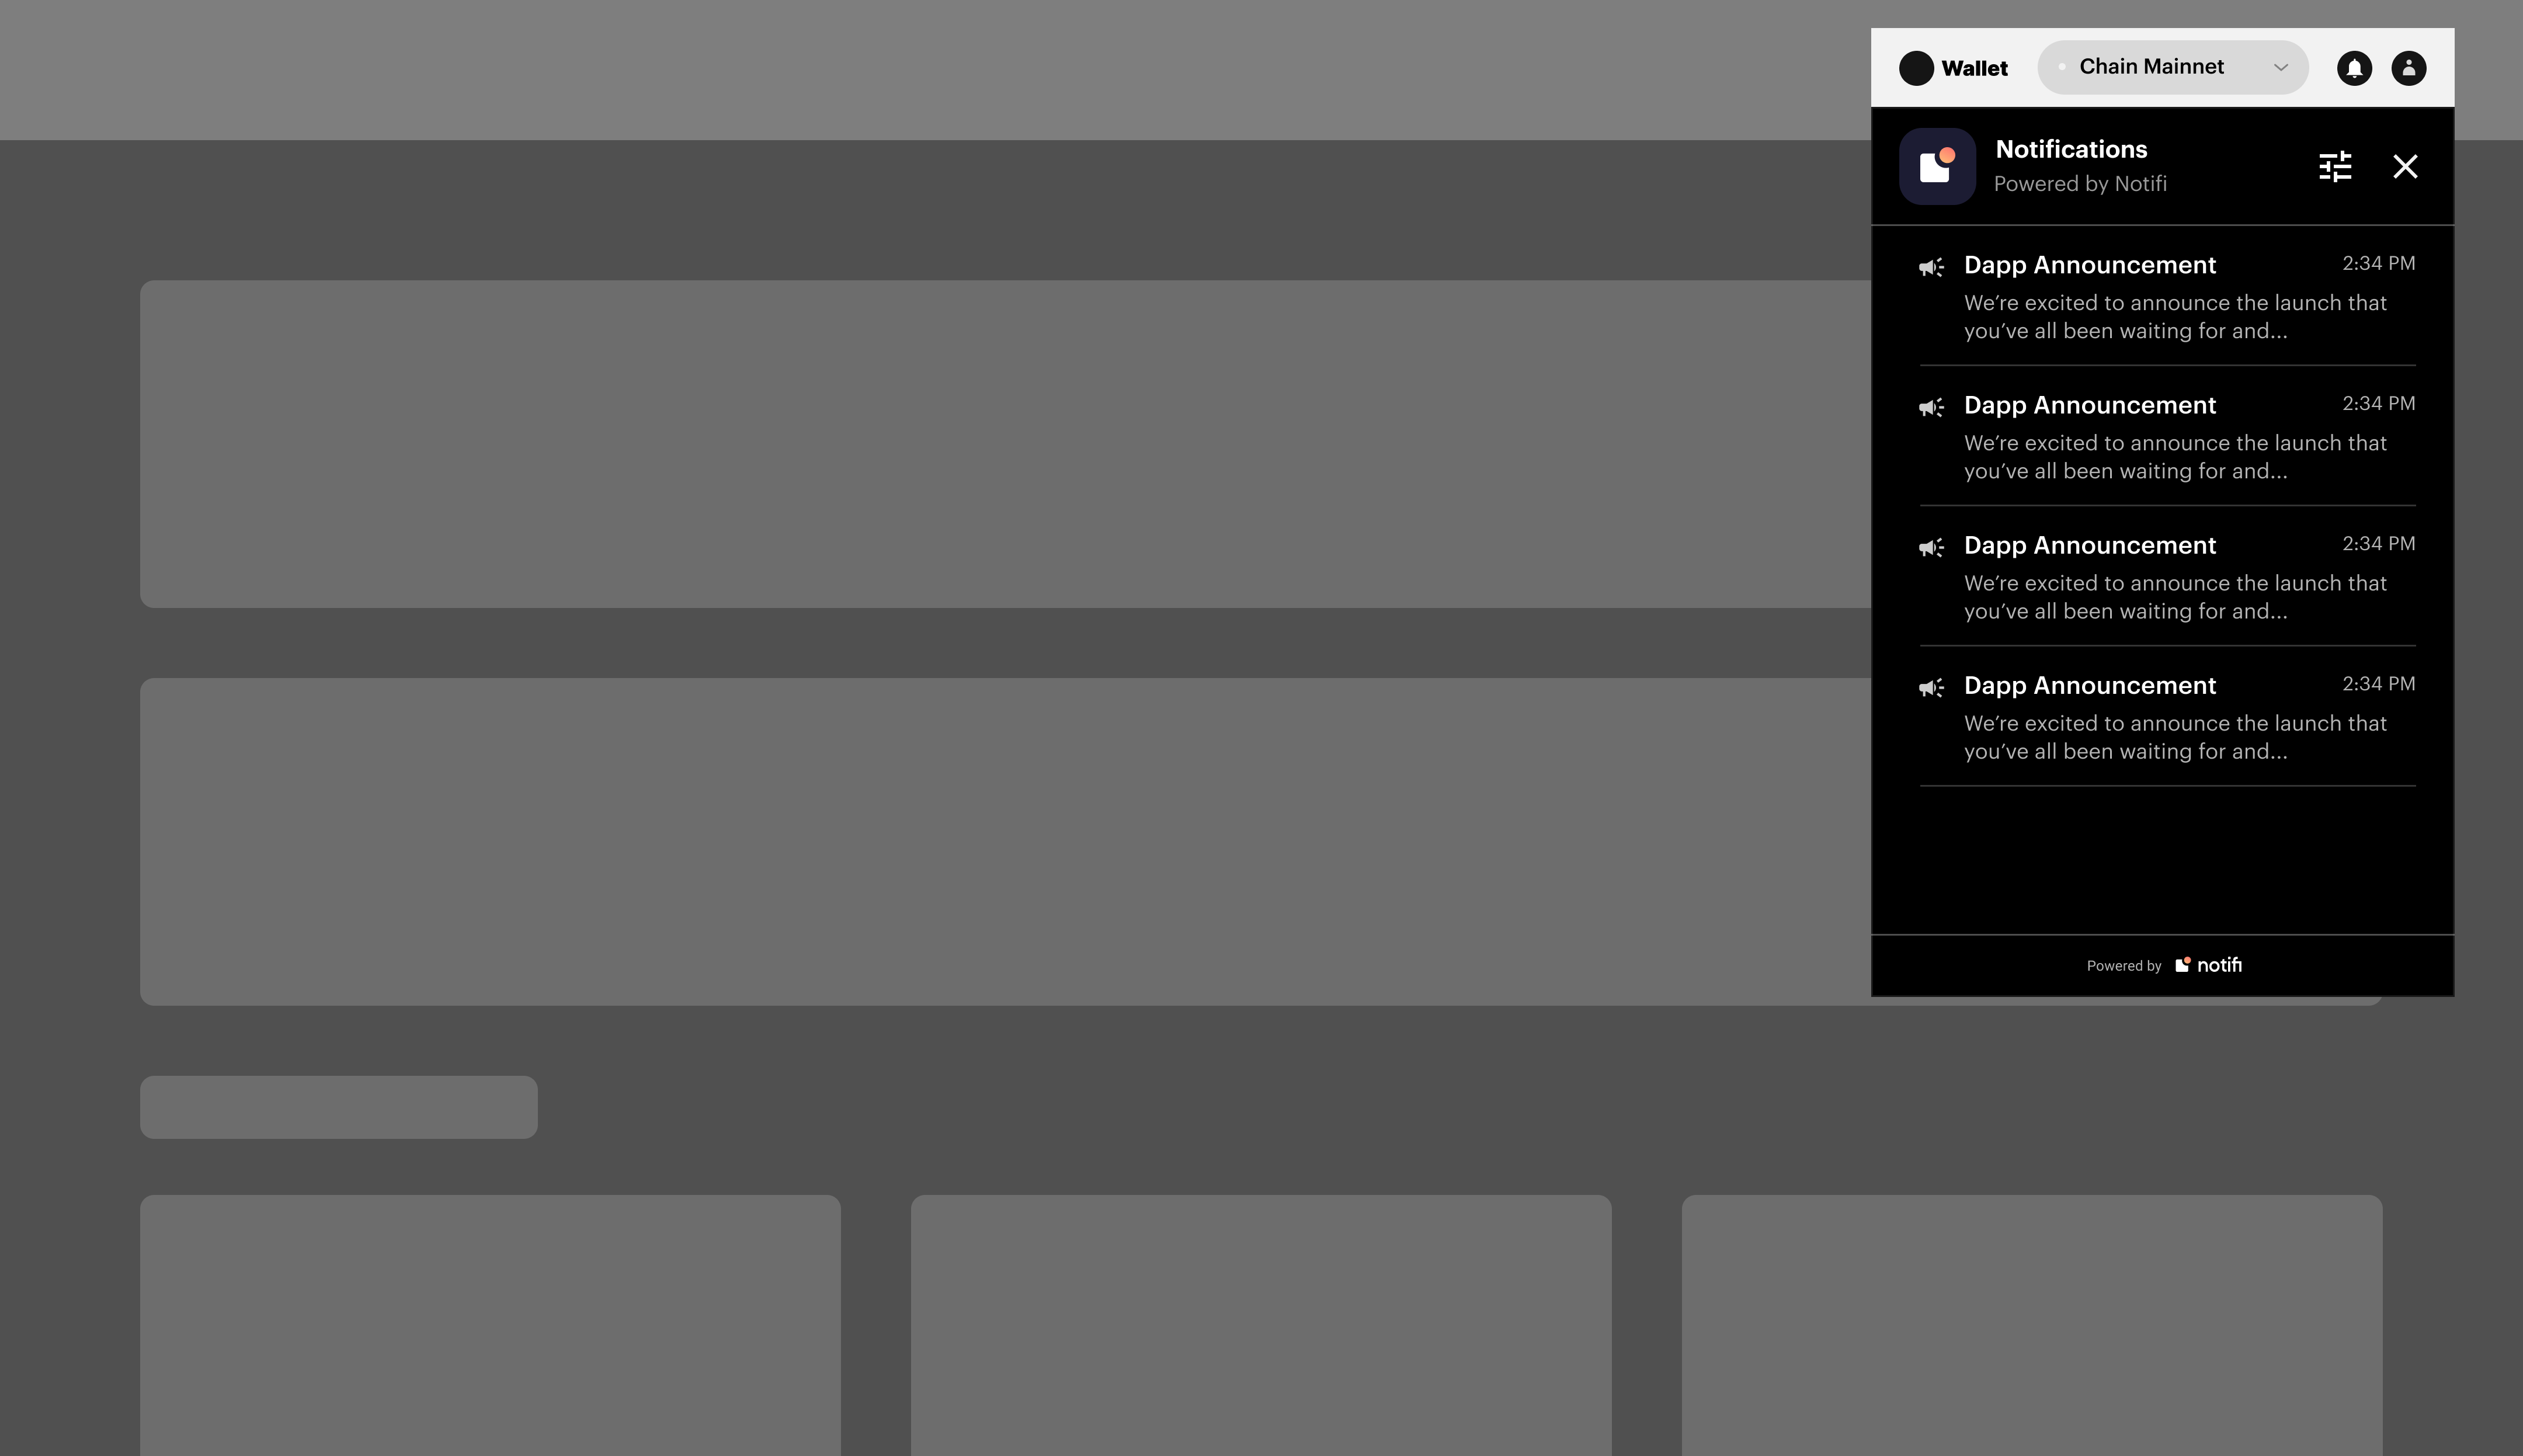 Wallet
Chain Mainnet
Notifications
Powered by Notifi
Dapp Announcement 2:34 PM
We’re excited to announce the launch that
you’ve all been waiting for and...
Dapp Announcement 2:34 PM
We’re excited to announce the launch that
you’ve all been waiting for and...
Dapp Announcement 2:34 PM
We’re excited to announce the launch that
you’ve all been waiting for and...
Dapp Announcement 2:34 PM
We’re excited to announce the launch that
you’ve all been waiting for and...
Powered by notifi